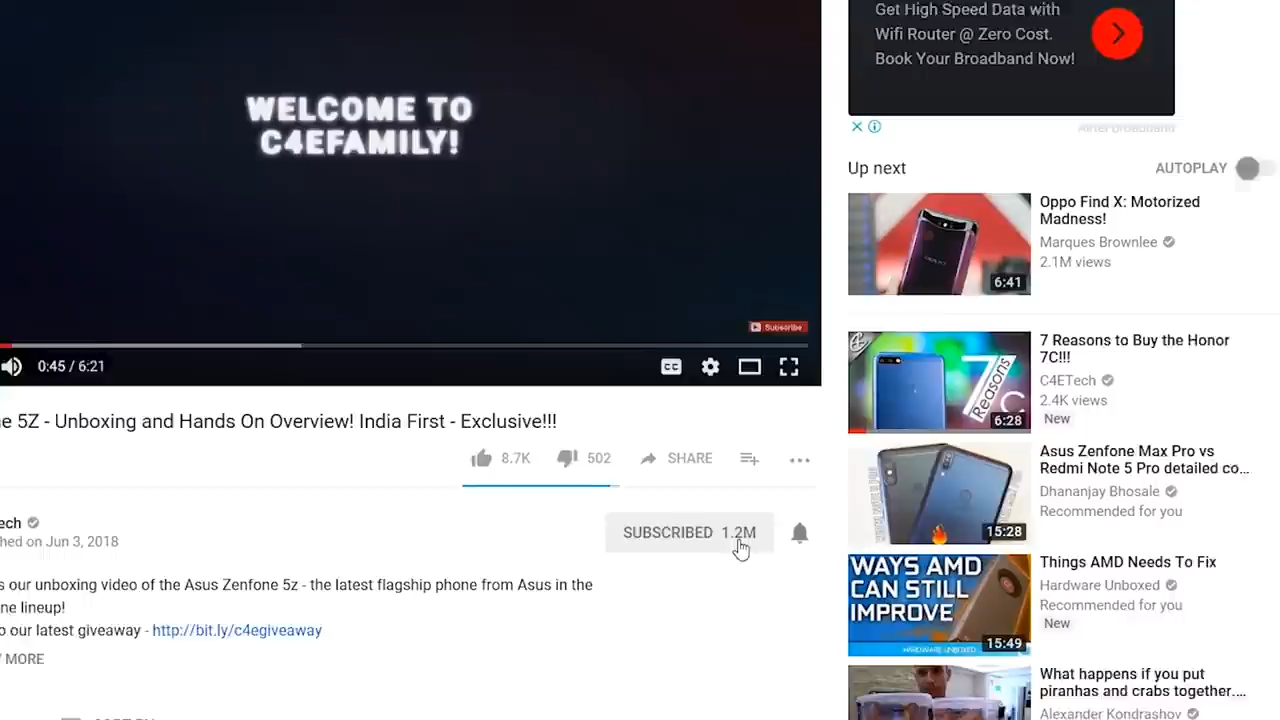 WELCOME TO
C4EFAMILY!
Subscribe
0:45 / 6:21
CC
e 5Z - Unboxing and Hands On Overview! India First - Exclusive!!!
8.7K
502
SHARE
ech
hed on Jun 3, 2018
SUBSCRIBED 1.2M
s our unboxing video of the Asus Zenfone 5z - the latest flagship phone from Asus in the
ne lineup!
o our latest giveaway - http://bit.ly/c4egiveaway
MORE
Get High Speed Data with
Wifi Router @ Zero Cost.
Book Your Broadband Now!
Airtel Broadband
Up next
AUTOPLAY
6:41
Oppo Find X: Motorized
Madness!
Marques Brownlee
2.1M views
7 Reasons C
6:28
7 Reasons to Buy the Honor
7C!!!
C4ETech
2.4K views
New
15:28
Asus Zenfone Max Pro vs
Redmi Note 5 Pro detailed co...
Dhananjay Bhosale
Recommended for you
WAYS AMD
CAN STILL
IMPROVE
HARDWARE UNBOXED
15:49
Things AMD Needs To Fix
Hardware Unboxed
Recommended for you
New
What happens if you put
piranhas and crabs together....
Alexander Kondrashov